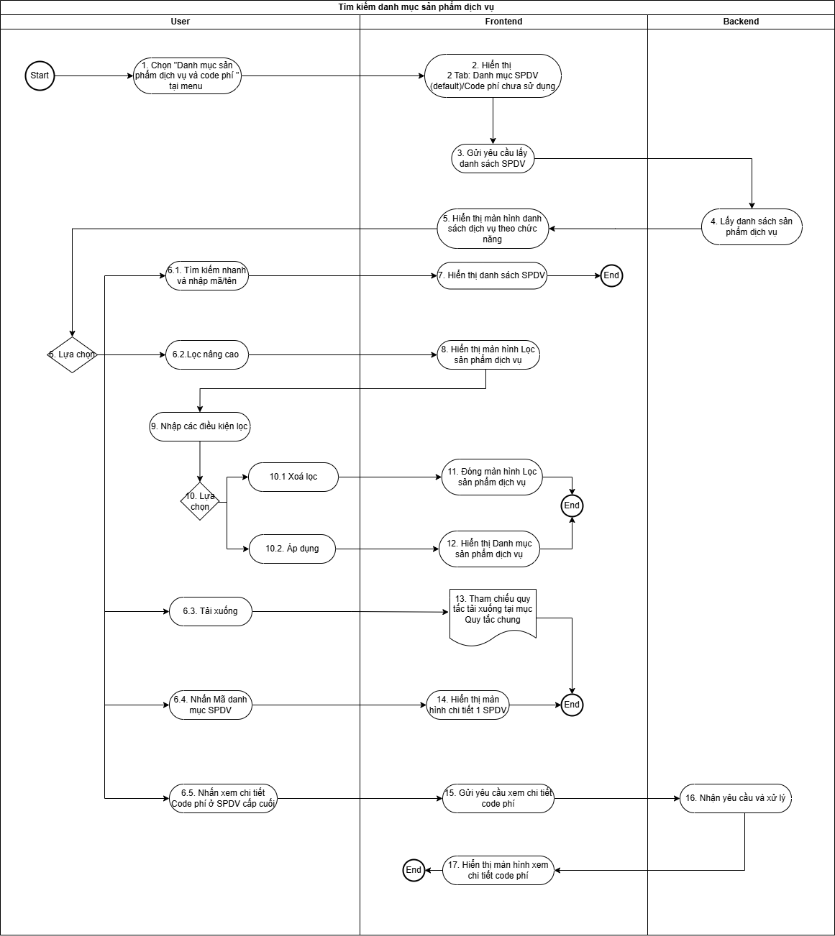 Tìm kiếm danh mục sản phẩm dịch vụ
User
Frontend
Backend
Start
1. Chọn "Danh mục sản
phẩm dịch vụ và code phí "
tại menu
2. Hiển thị
2 Tab: Danh mục SPDV
(default)/Code phí chưa sử dụng
3. Gửi yêu cầu lấy
danh sách SPDV
4. Lấy danh sách sản
phẩm dịch vụ
5. Hiển thị màn hình danh
sách dịch vụ theo chức
năng
6.1. Tìm kiếm nhanh
và nhập mã/tên
7. Hiển thị danh sách SPDV
End
5. Lựa chọn
6.2.Lọc nâng cao
8. Hiển thị màn hình Lọc
sản phẩm dịch vụ
9. Nhập các điều kiện lọc
10. Lựa
chọn
10.1 Xoá lọc
11. Đóng màn hình Lọc
sản phẩm dịch vụ
End
10.2. Áp dụng
12. Hiển thị Danh mục
sản phẩm dịch vụ
6.3. Tải xuống
13. Tham chiếu quy
tắc tải xuống tại mục
Quy tắc chung
6.4. Nhấn Mã danh
mục SPDV
14. Hiển thị màn
hình chi tiết 1 SPDV
End
6.5. Nhấn xem chi tiết
Code phí ở SPDV cấp cuối
15. Gửi yêu cầu xem chi tiết
code phí
16. Nhận yêu cầu và xử lý
End
17. Hiển thị màn hình xem
chi tiết code phí